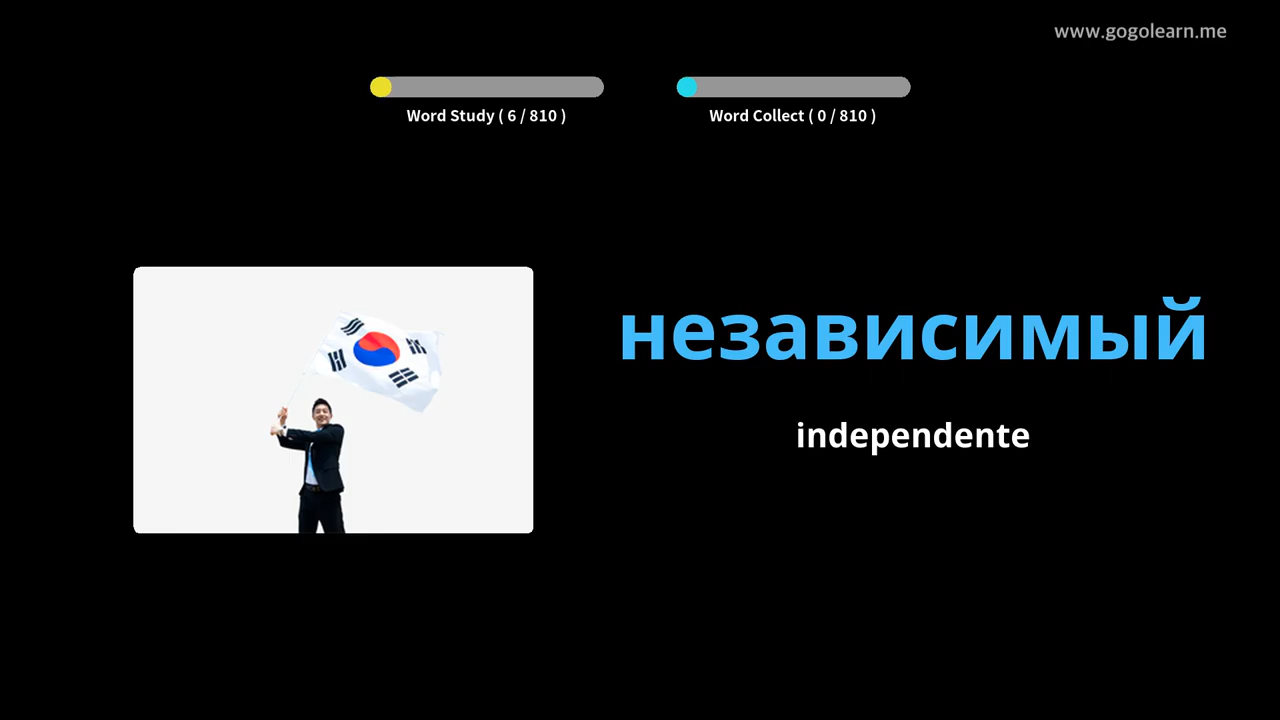 www.gogolearn.me
Word Study ( 6 / 810 )
Word Collect ( 0 / 810 )
независимый
independente